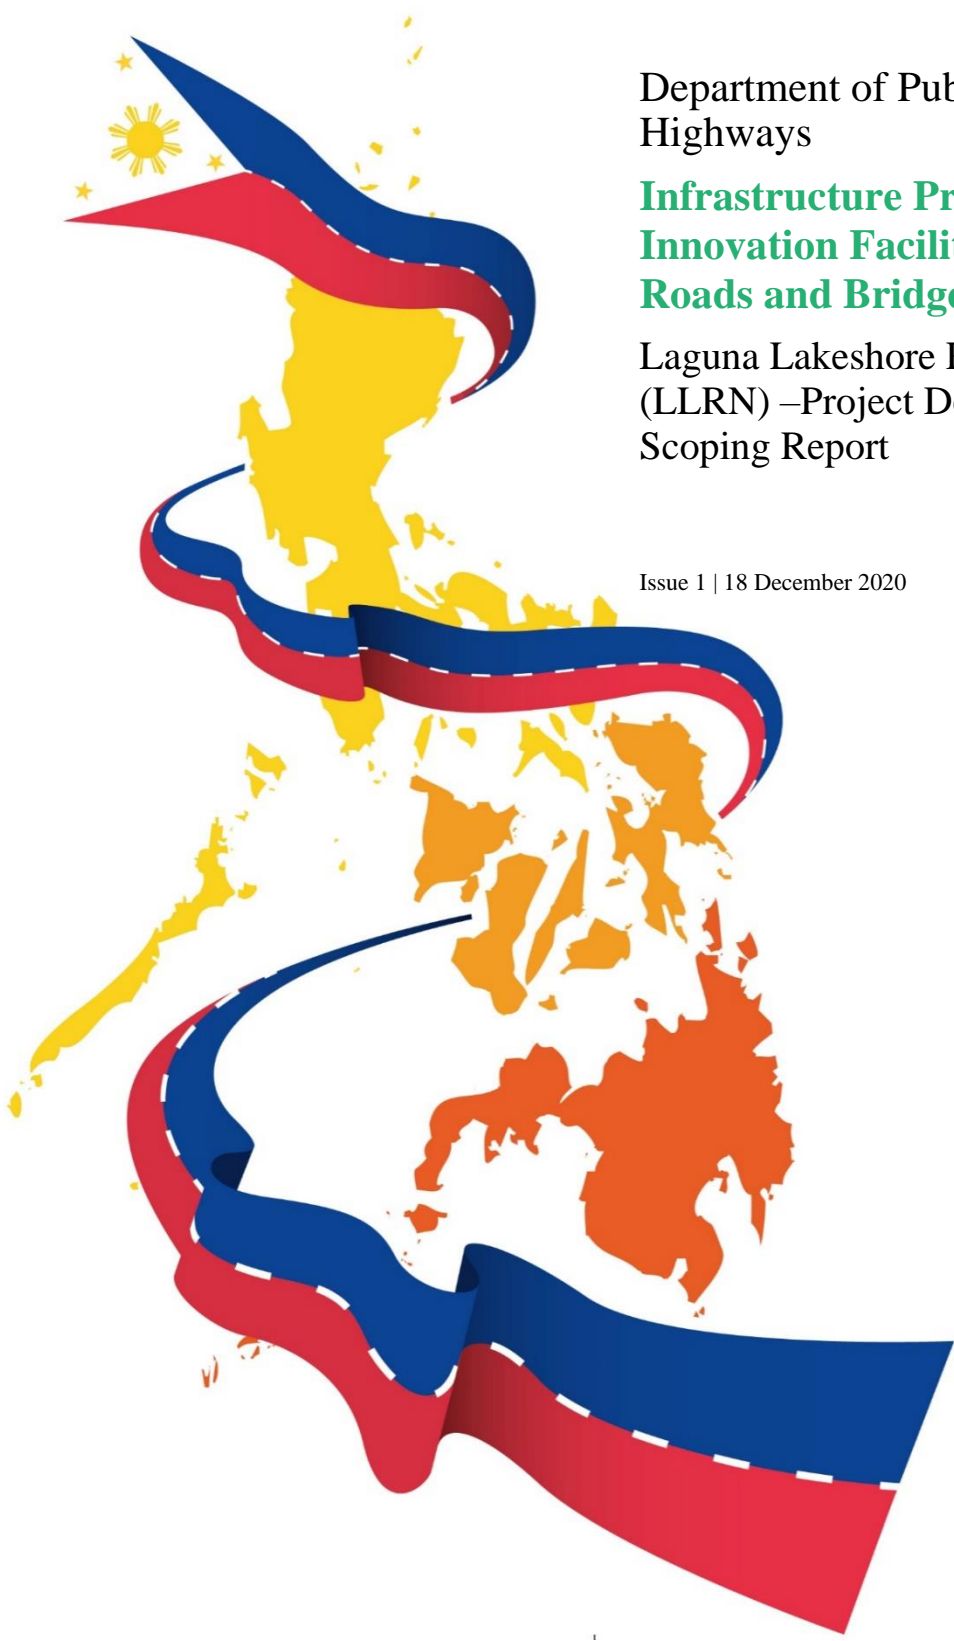 Department of Pub
Highways
Infrastructure Pr
Innovation Facili
Roads and Bridg
Laguna Lakeshore
(LLRN) –Project D
Scoping Report
Issue 1 | 18 December 2020